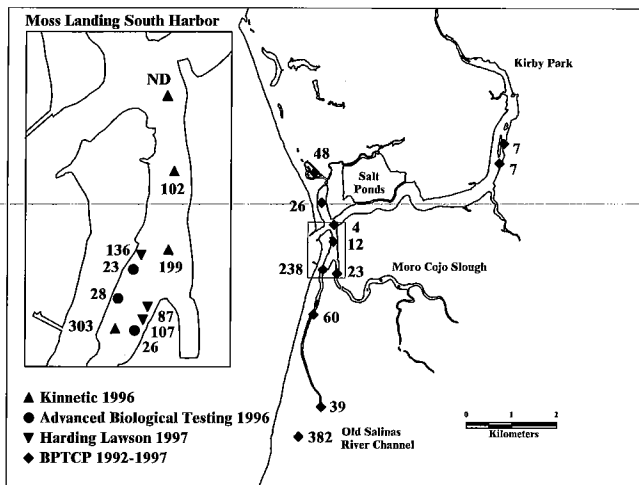 Moss Landing South Harbor
ND
102
136
23
199
28
303
87
107
26
▲ Kinnetic 1996
● Advanced Biological Testing 1996
▼ Harding Lawson 1997
◆ BPTCP 1992-1997
Kirby Park
7
7
48
Salt
Ponds
26
4
12
238
23
Moro Cojo Slough
60
39
382
Old Salinas
River Channel
0 1 2
Kilometers